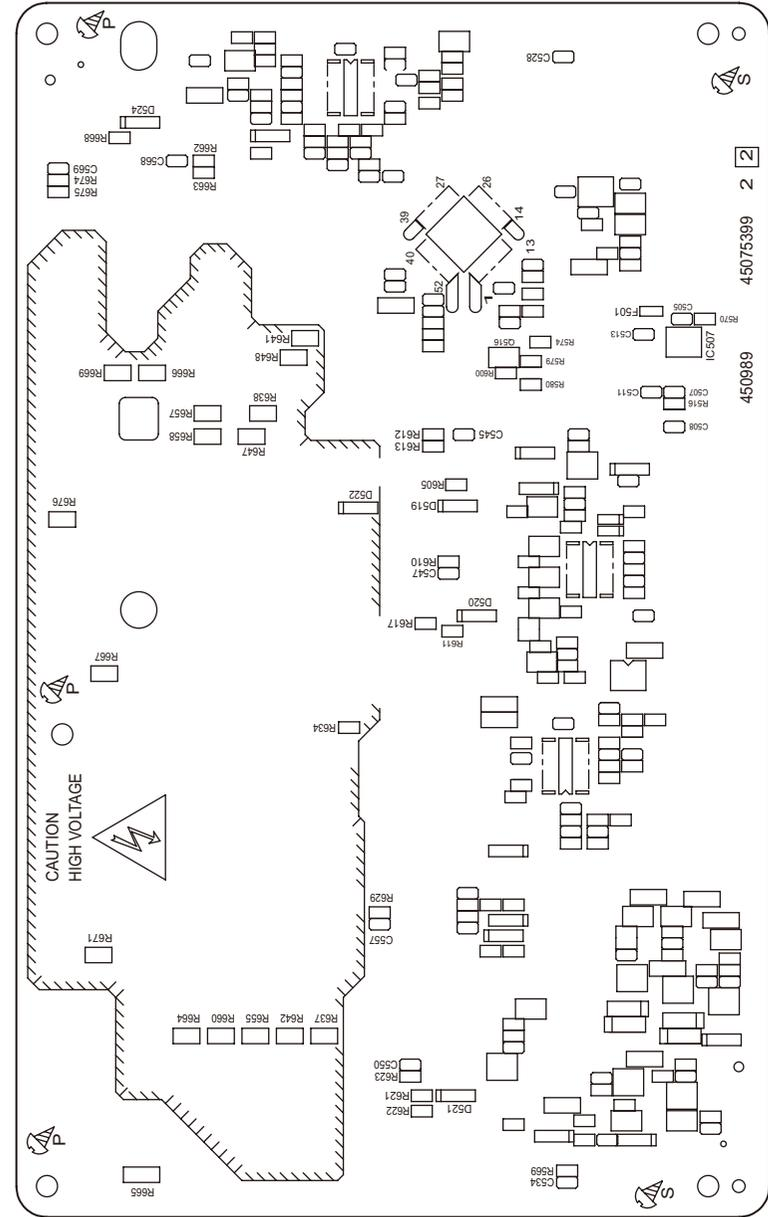 P
S
C528
D524
R668
R662
C568
R663
C569
R674
R675
2
2
27
26
39
14
40
13
52
1
45075399
F501
C505
R570
C513
IC507
Q516
R574
R579
R600
R580
R641
R648
R669
R666
450989
C511
C507
R516
C508
R638
R657
R658
R647
R612
R613
C545
R605
D519
D522
R676
R610
C547
D520
R617
R611
R667
P
R634
CAUTION
HIGH VOLTAGE
R629
C557
R671
R664
R660
R655
R642
R637
C550
R623
R621
R622
D521
P
R665
R569
C534
S